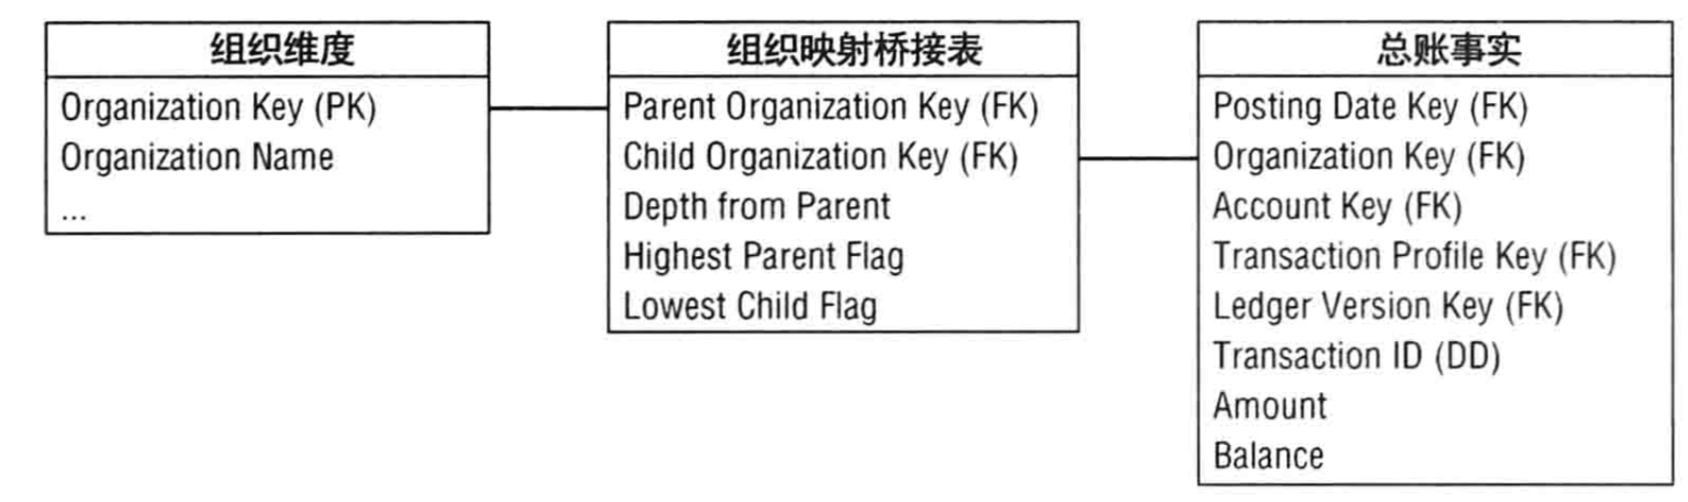 组织维度
Organization Key (PK)
Organization Name
...
组织映射桥接表
Parent Organization Key (FK)
Child Organization Key (FK)
Depth from Parent
Highest Parent Flag
Lowest Child Flag
总账事实
Posting Date Key (FK)
Organization Key (FK)
Account Key (FK)
Transaction Profile Key (FK)
Ledger Version Key (FK)
Transaction ID (DD)
Amount
Balance